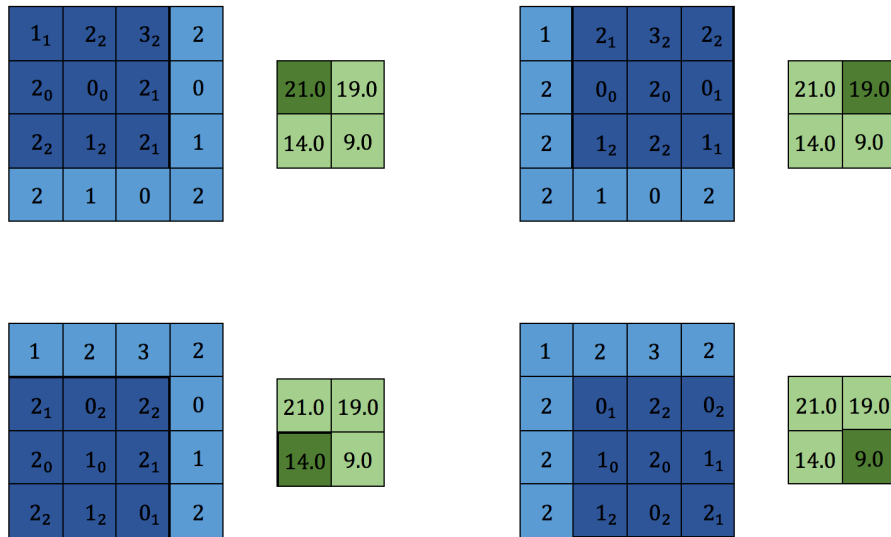 1₁ 2₂ 3₂ 2 1 2₁ 3₂ 2₂
2₀ 0₀ 2₁ 0 21.0 19.0 2 0₀ 2₀ 0₁ 21.0 19.0
2₂ 1₂ 2₁ 1 14.0 9.0 2 1₂ 2₂ 1₁ 14.0 9.0
2 1 0 2 2 1 0 2
1 2 3 2 1 2 3 2
2₁ 0₂ 2₂ 0 21.0 19.0 2 0₁ 2₂ 0₂ 21.0 19.0
2₀ 1₀ 2₁ 1 14.0 9.0 2 1₀ 2₀ 1₁ 14.0 9.0
2₂ 1₂ 0₁ 2 2 1₂ 0₂ 2₁